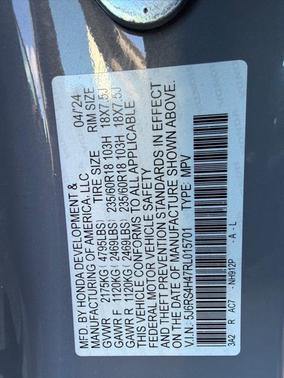 MFD. BY HONDA DEVELOPMENT & 04/24
MANUFACTURING OF AMERICA, LLC
TIRE SIZE RIM SIZE
GVWR 2175KG (4795LBS) 235/60R18 103H 18X7.5J
GAWR F 1120KG (2469LBS) 235/60R18 103H 18X7.5J
GAWR R 1120KG (2469LBS)
THIS VEHICLE CONFORMS TO ALL APPLICABLE
FEDERAL MOTOR VEHICLE SAFETY
AND THEFT PREVENTION STANDARDS IN EFFECT
ON THE DATE OF MANUFACTURE SHOWN ABOVE.
V.I.N.: 5J6RS4H47RL015701 TYPE: MPV
3A2 R AC7 -NH912P -A -L